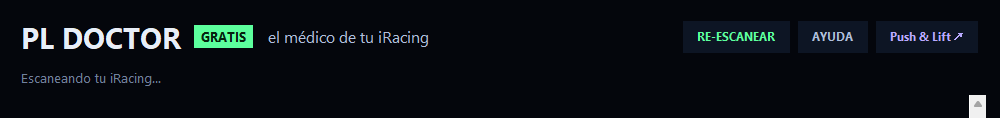 PL DOCTOR GRATIS el médico de tu iRacing RE-ESCANEAR AYUDA Push & Lift ↗
Escaneando tu iRacing...